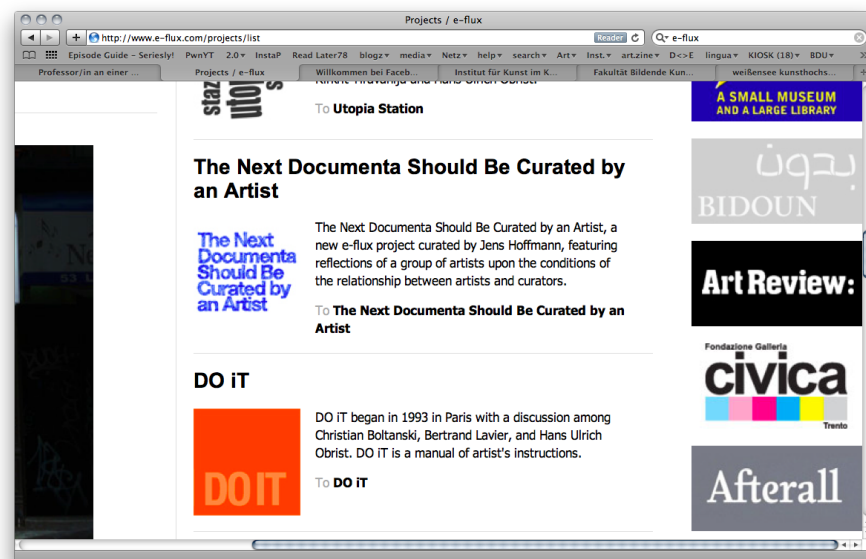 Projects / e-flux
http://www.e-flux.com/projects/list
Reader
e-flux
Episode Guide – Seriesly! PwnYT 2.0 InstaP Read Later78 blogz media Netz help search Art Inst. art.zine D<>E lingua KIOSK (18) BDU
Professor/in an einer ... Projects / e-flux Willkommen bei Faceb... Institut für Kunst im K... Fakultät Bildende Kun... weißensee kunsthochs...
To Utopia Station
The Next Documenta Should Be Curated by
an Artist
The Next
Documenta
Should Be
Curated by
an Artist
The Next Documenta Should Be Curated by an Artist, a
new e-flux project curated by Jens Hoffmann, featuring
reflections of a group of artists upon the conditions of
the relationship between artists and curators.
To The Next Documenta Should Be Curated by an
Artist
DO iT
DO IT
DO iT began in 1993 in Paris with a discussion among
Christian Boltanski, Bertrand Lavier, and Hans Ulrich
Obrist. DO iT is a manual of artist's instructions.
To DO iT
A SMALL MUSEUM
AND A LARGE LIBRARY
بدون
BIDOUN
ArtReview:
Fondazione Galleria
civica
Trento
Afterall